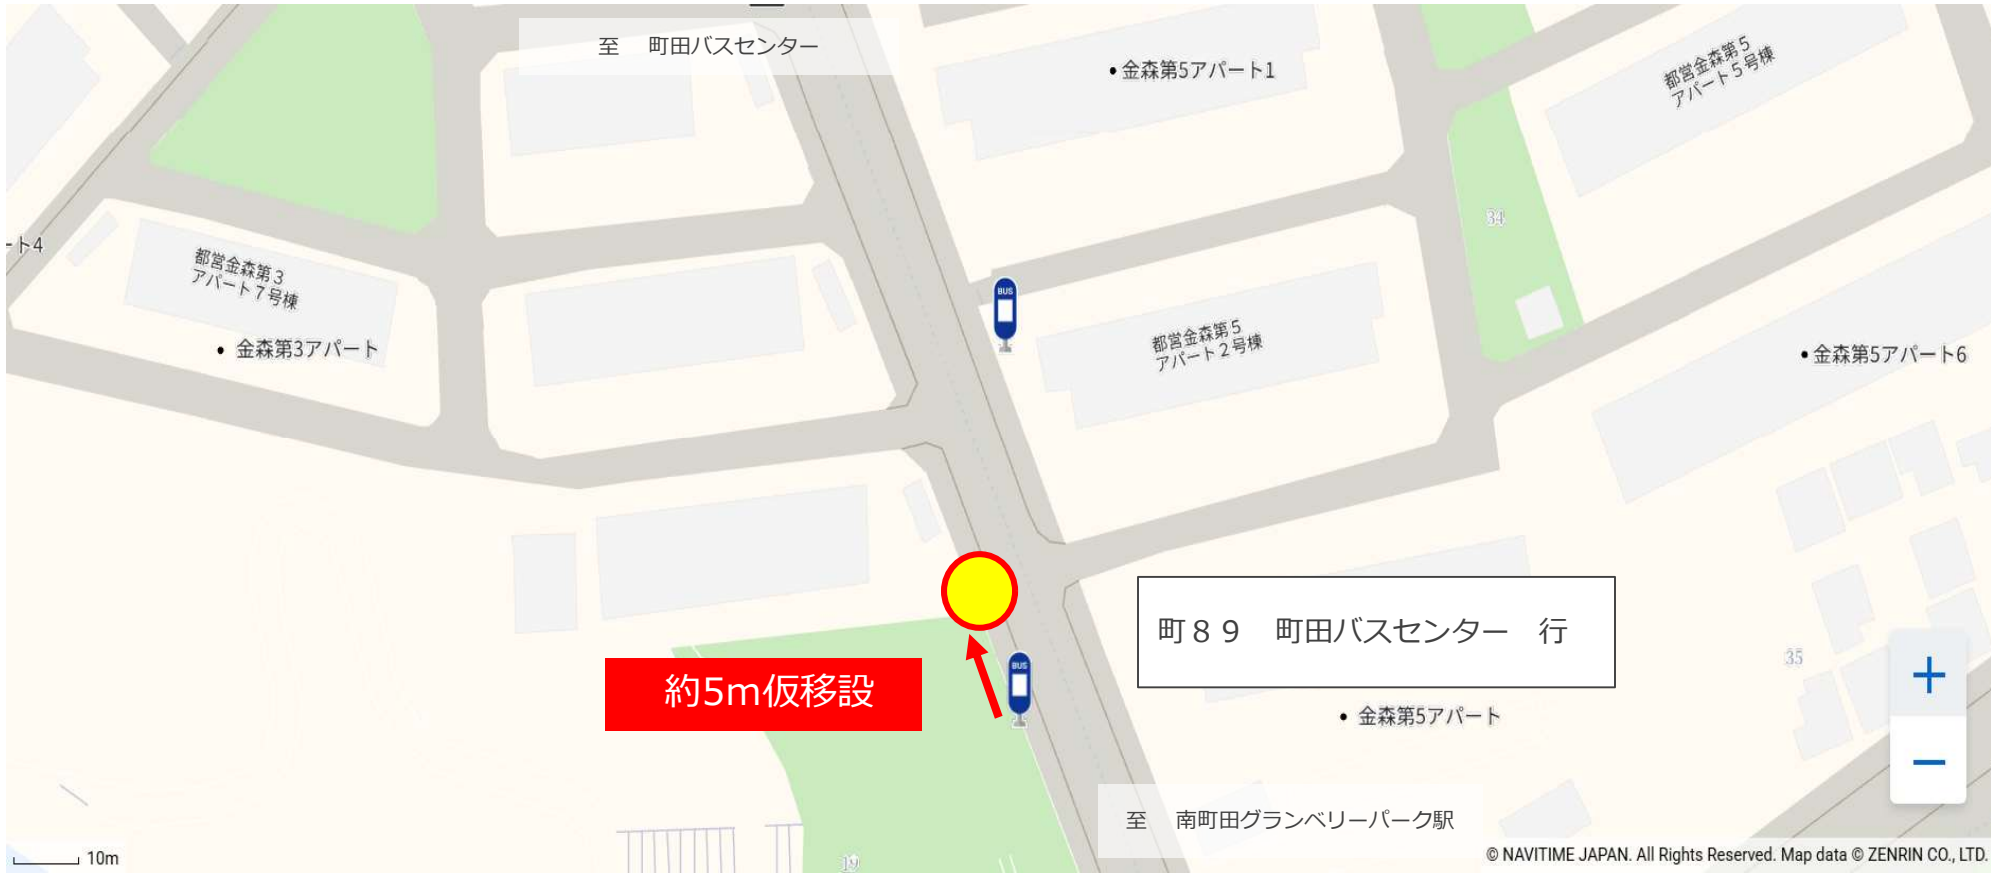 至　町田バスセンター
金森第5アパート1
都営金森第５
アパート５号棟
34
ート4
都営金森第３
アパート７号棟
BUS
都営金森第５
アパート２号棟
金森第3アパート
金森第5アパート6
町８９　町田バスセンター　行
35
BUS
約5m仮移設
+
金森第5アパート
−
至　南町田グランベリーパーク駅
10m
19
© NAVITIME JAPAN. All Rights Reserved. Map data © ZENRIN CO., LTD.